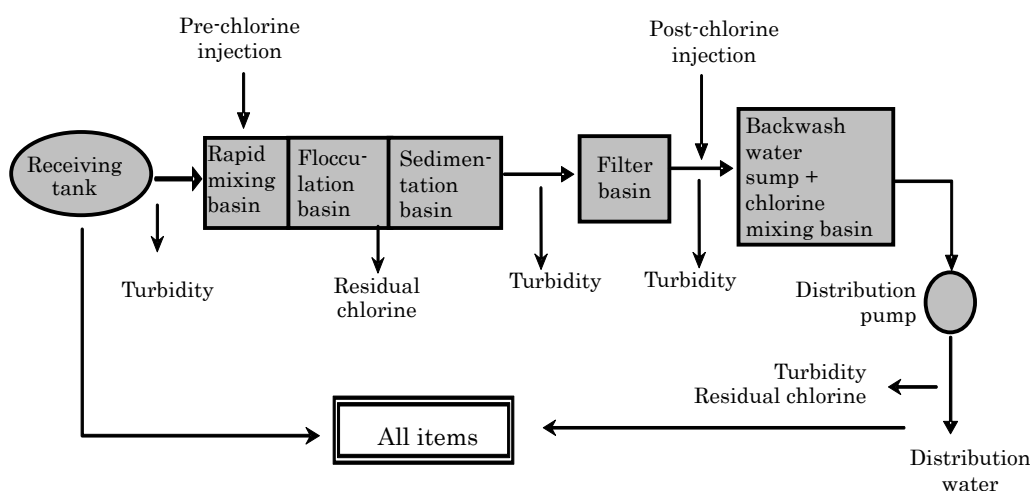 Pre-chlorine
injection
Post-chlorine
injection
Receiving
tank
Rapid
mixing
basin
Floccu-
lation
basin
Sedimen-
tation
basin
Filter
basin
Backwash
water
sump +
chlorine
mixing basin
Turbidity
Residual
chlorine
Turbidity
Turbidity
Distribution
pump
Turbidity
Residual chlorine
All items
Distribution
water